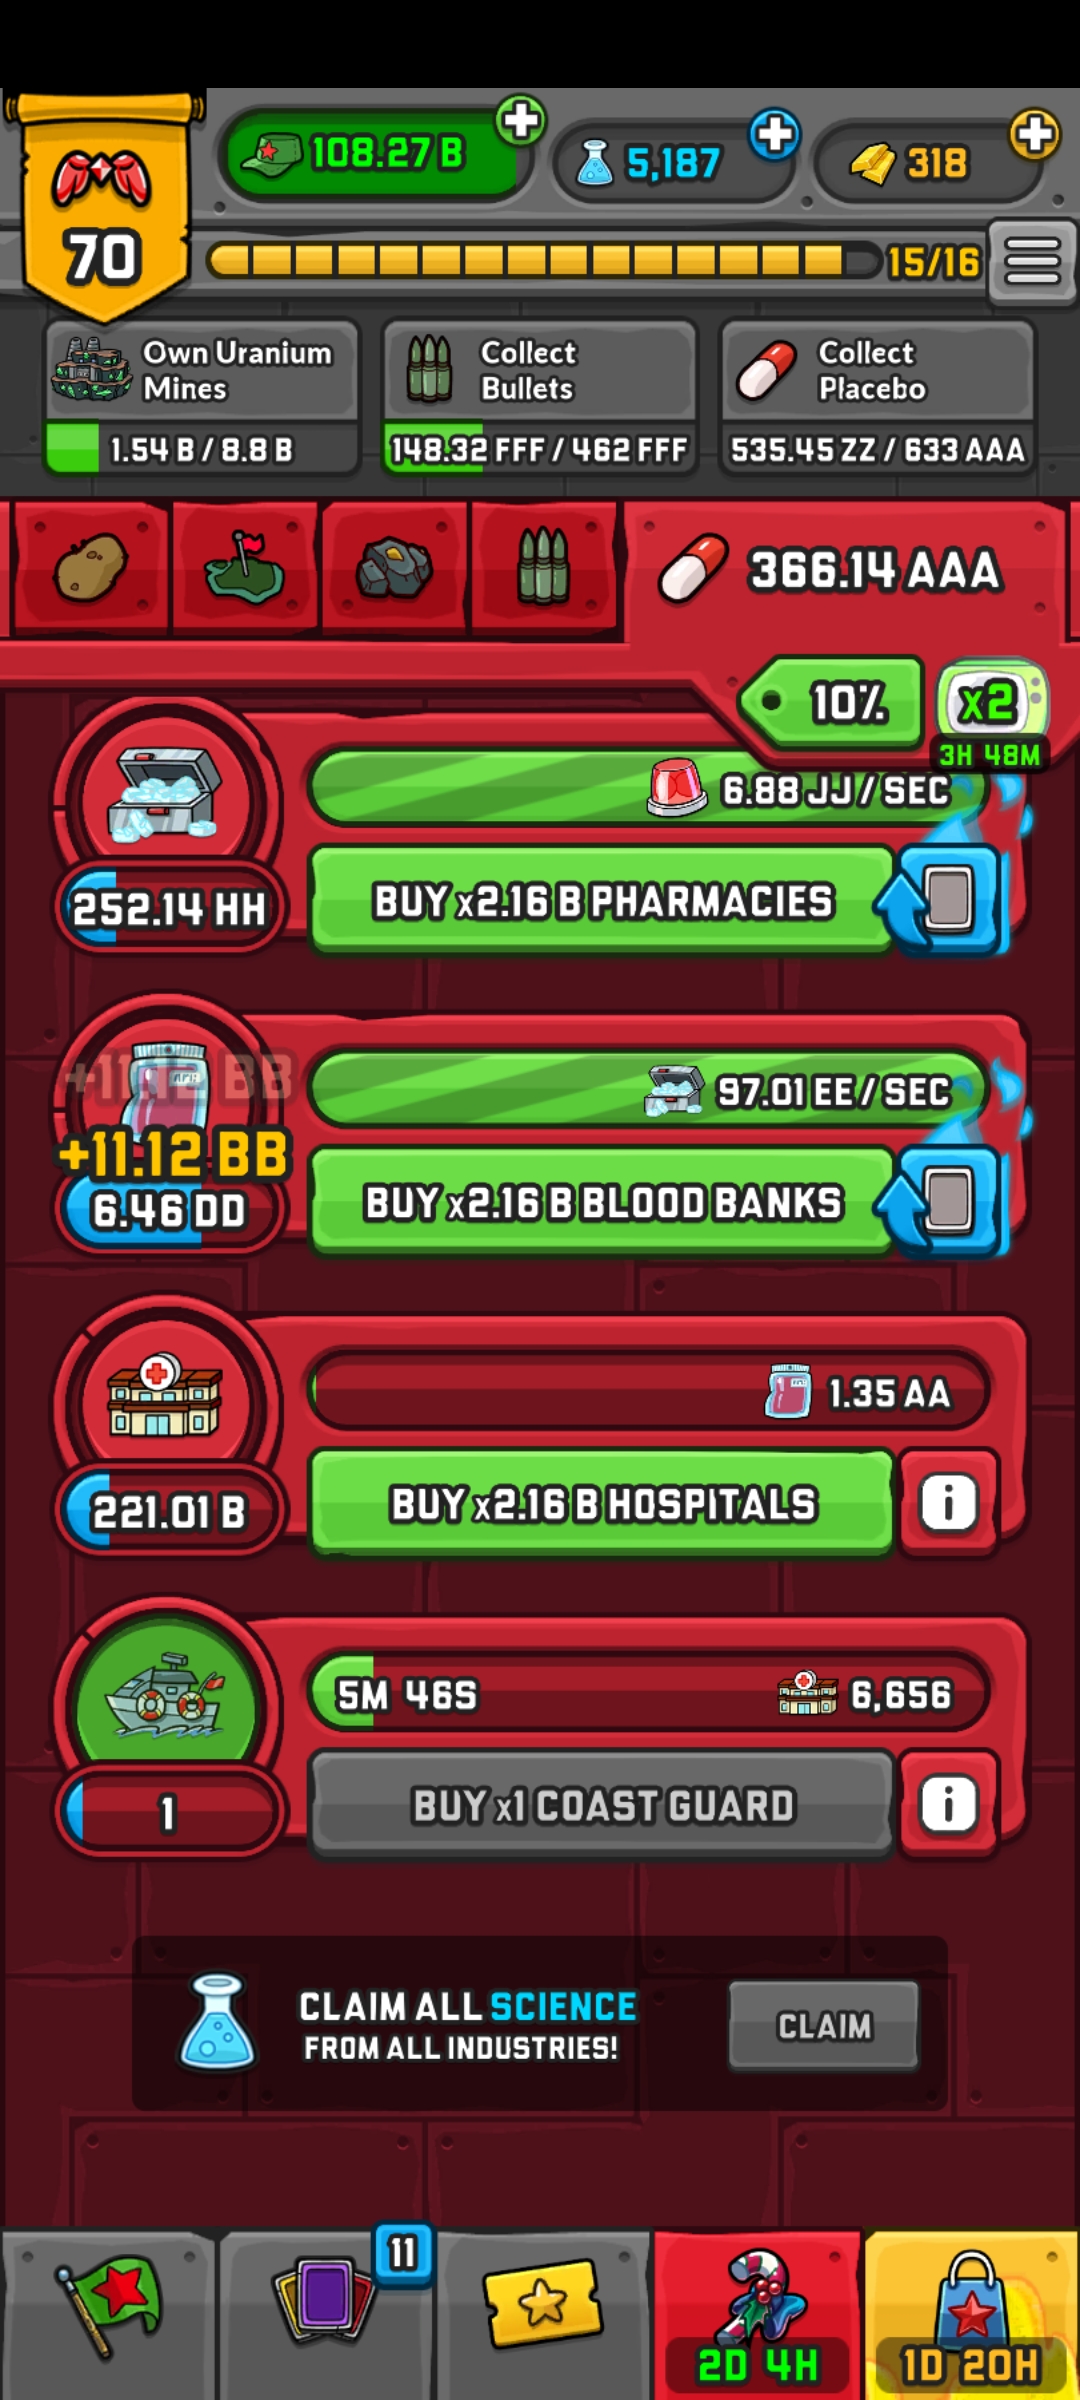 108.27 B
5,187
318
70
15/16
Own Uranium
Mines
1.54 B / 8.8 B
Collect
Bullets
148.32 FFF / 462 FFF
Collect
Placebo
535.45 ZZ / 633 AAA
366.14 AAA
10%
x2
3H 48M
6.88 JJ / SEC
252.14 HH
BUY x2.16 B PHARMACIES
+11.12 BB
97.01 EE / SEC
+11.12 BB
6.46 DD
BUY x2.16 B BLOOD BANKS
1.35 AA
221.01 B
BUY x2.16 B HOSPITALS
i
5M 46S
6,656
1
BUY x1 COAST GUARD
i
CLAIM ALL SCIENCE
FROM ALL INDUSTRIES!
CLAIM
11
2D 4H
1D 20H